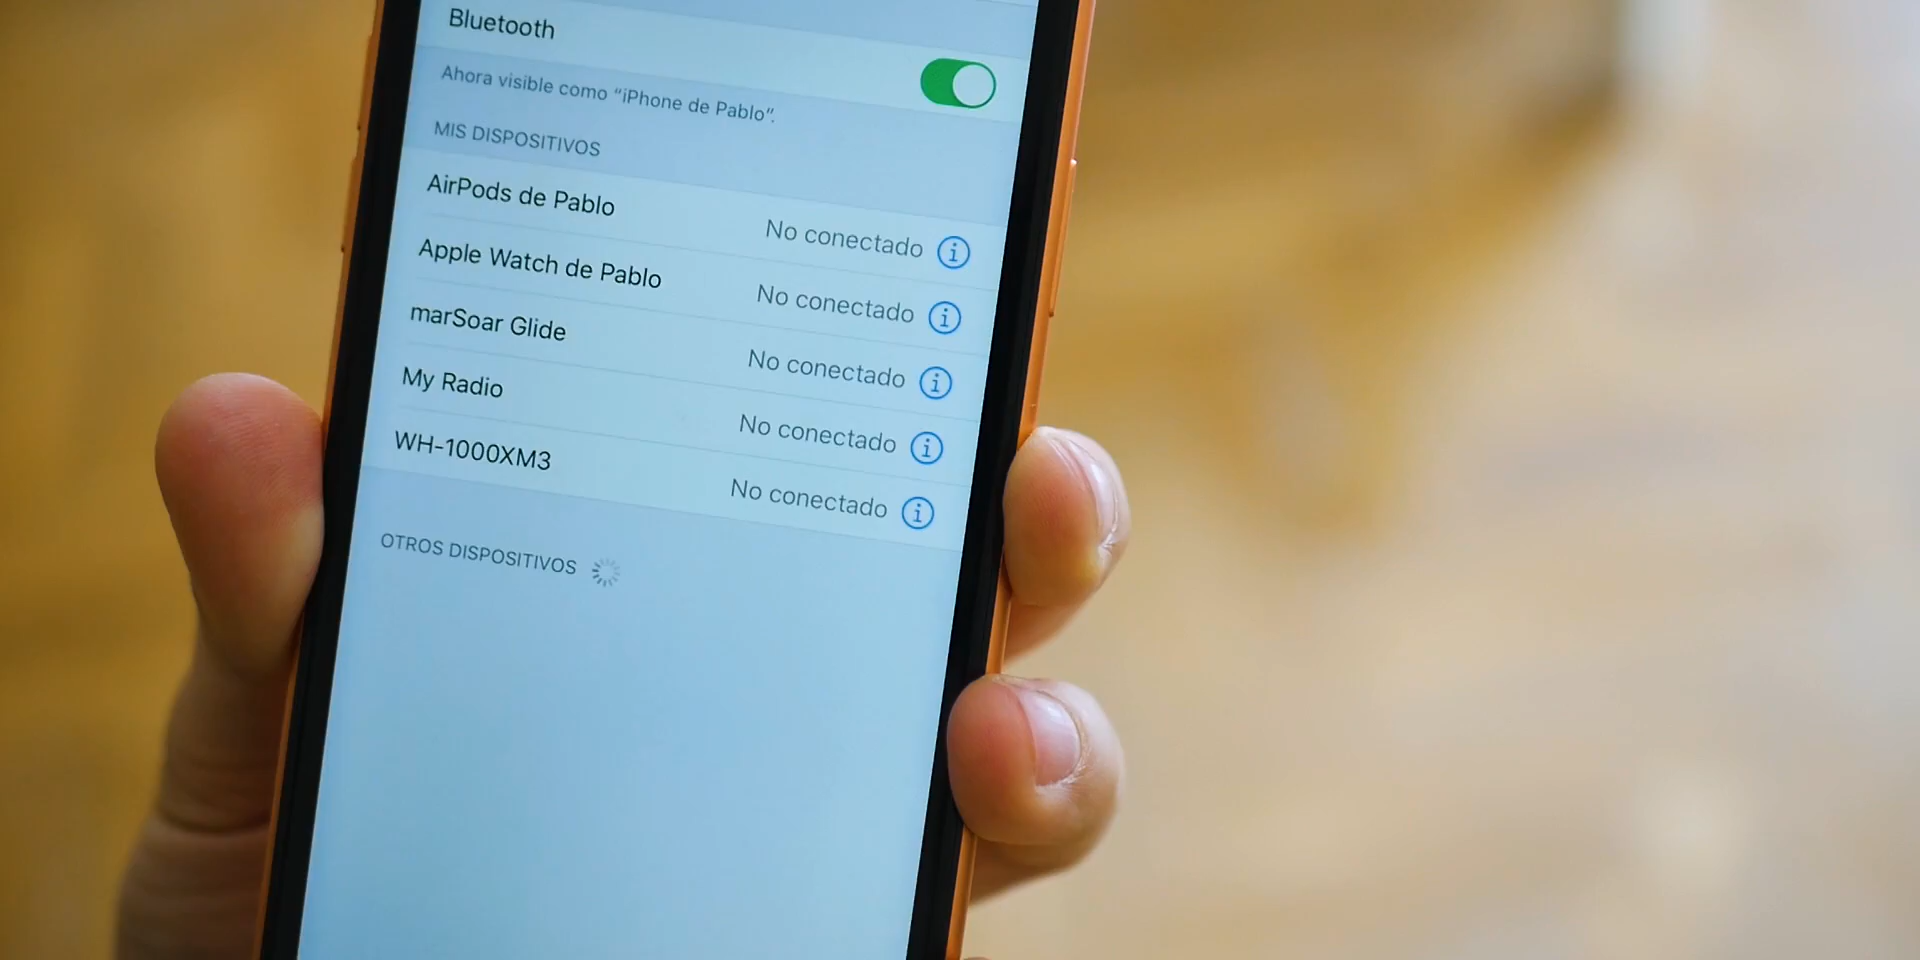 Bluetooth
Ahora visible como “iPhone de Pablo”.
MIS DISPOSITIVOS
AirPods de Pablo No conectado
Apple Watch de Pablo No conectado
marSoar Glide No conectado
My Radio No conectado
WH-1000XM3 No conectado
OTROS DISPOSITIVOS